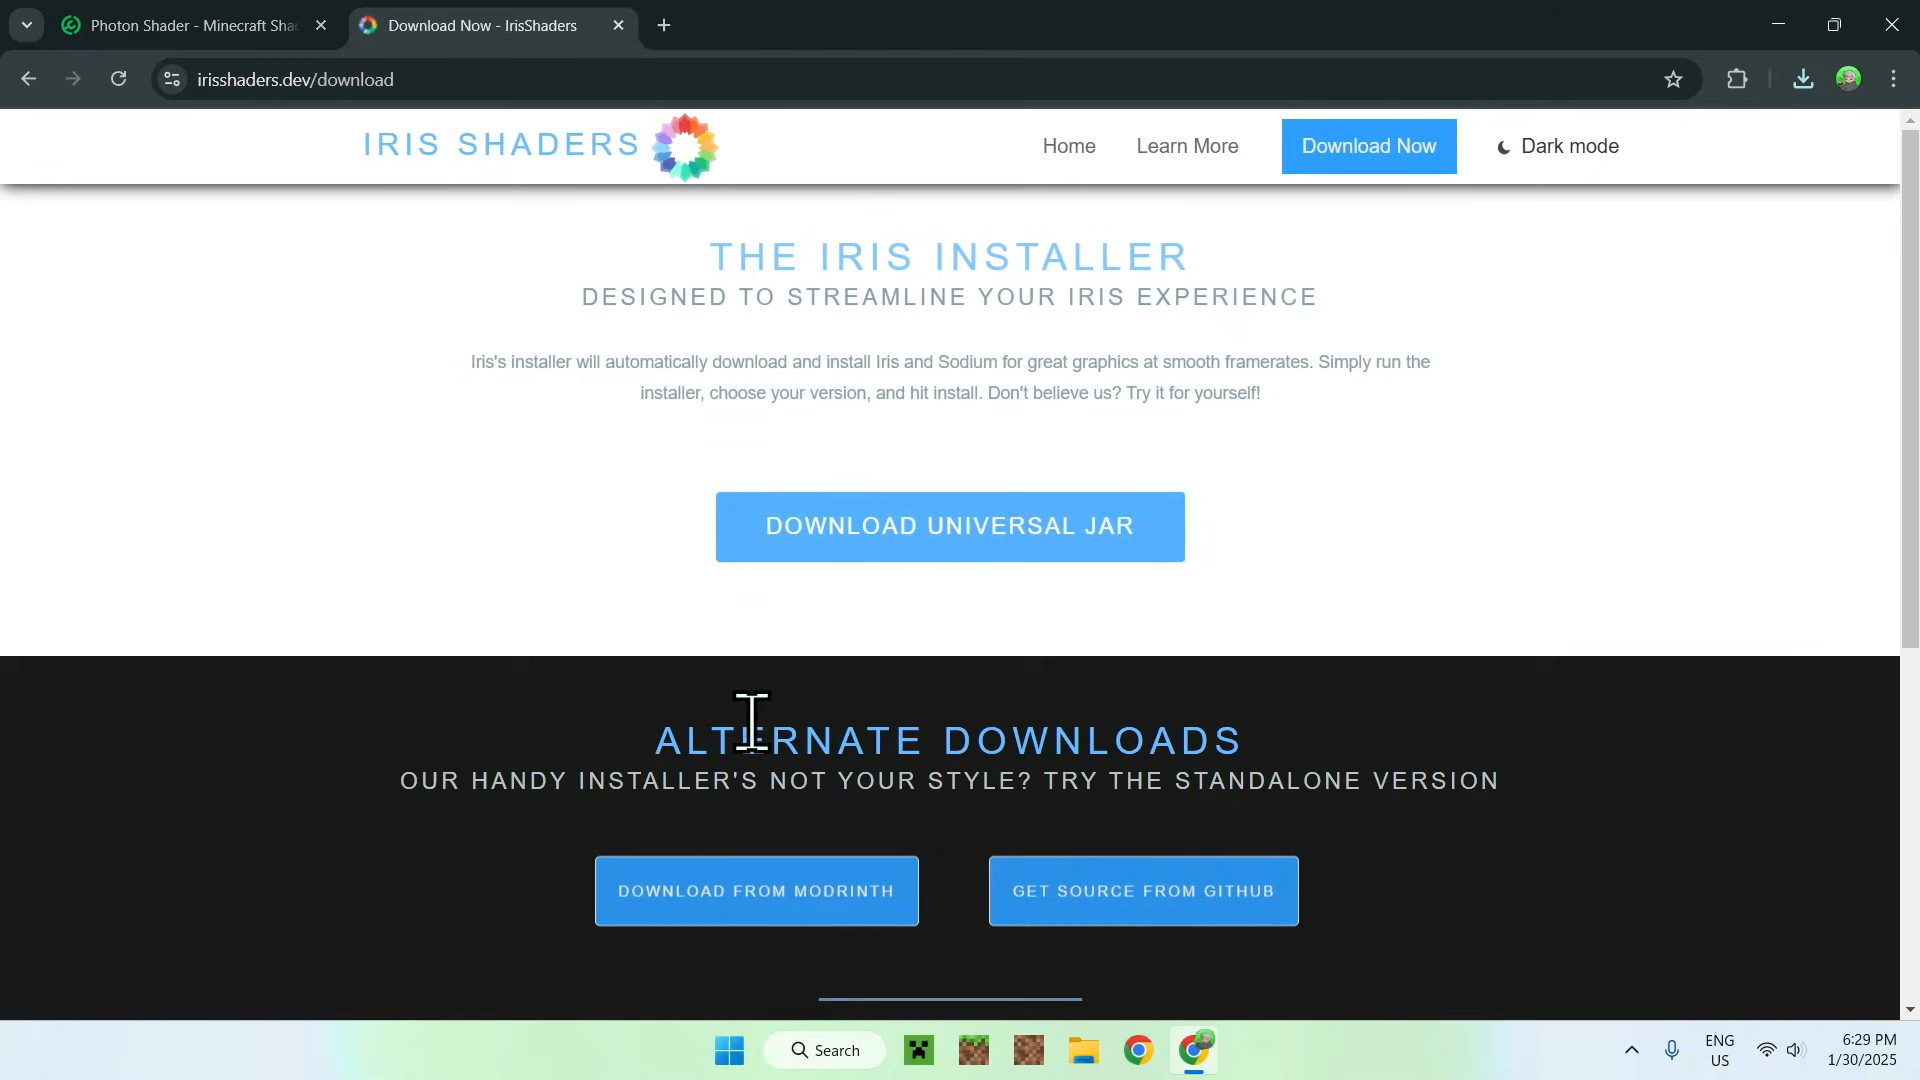 Photon Shader - Minecraft Sha
Download Now - IrisShaders
irisshaders.dev/download
IRIS SHADERS
Home
Learn More
Download Now
Dark mode
THE IRIS INSTALLER
DESIGNED TO STREAMLINE YOUR IRIS EXPERIENCE
Iris's installer will automatically download and install Iris and Sodium for great graphics at smooth framerates. Simply run the
installer, choose your version, and hit install. Don't believe us? Try it for yourself!
DOWNLOAD UNIVERSAL JAR
ALTERNATE DOWNLOADS
OUR HANDY INSTALLER'S NOT YOUR STYLE? TRY THE STANDALONE VERSION
DOWNLOAD FROM MODRINTH
GET SOURCE FROM GITHUB
Search
ENG
US
6:29 PM
1/30/2025